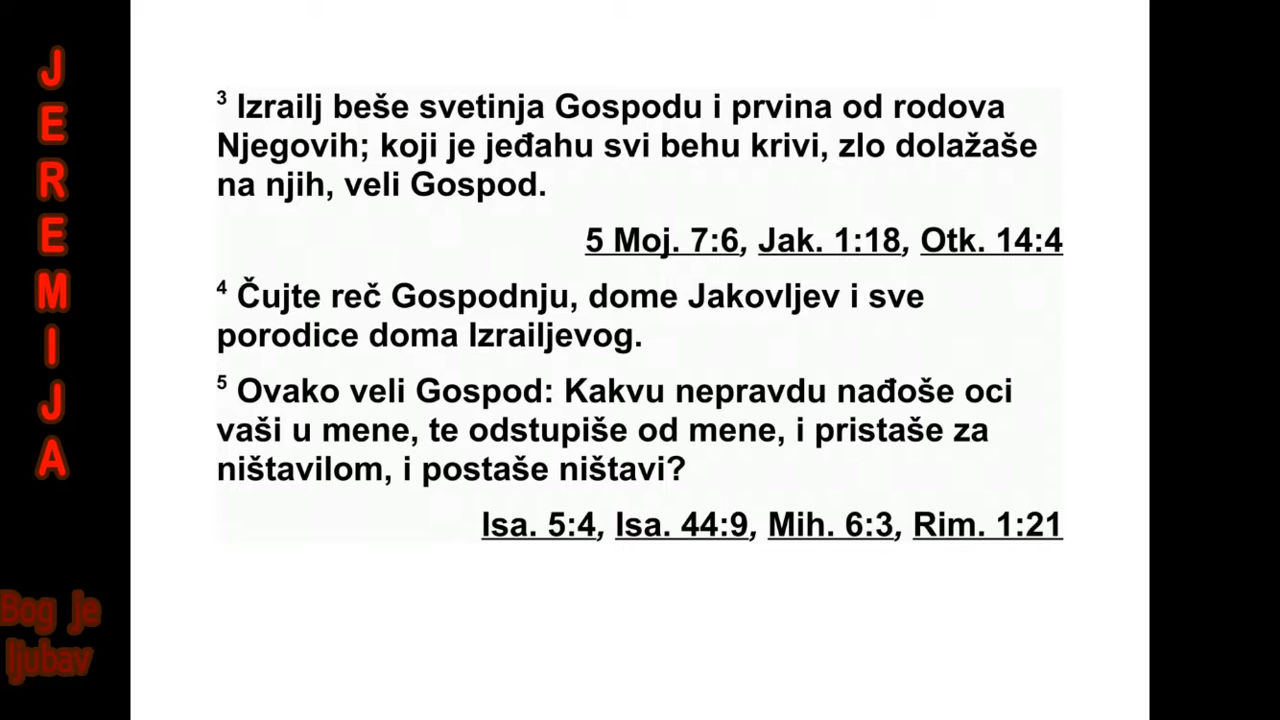 JEREMIJA
Bog je
ljubav
3 Izrailj beše svetinja Gospodu i prvina od rodova
Njegovih; koji je jeđahu svi behu krivi, zlo dolažaše
na njih, veli Gospod.
5 Moj. 7:6, Jak. 1:18, Otk. 14:4
4 Čujte reč Gospodnju, dome Jakovljev i sve
porodice doma Izrailjevog.
5 Ovako veli Gospod: Kakvu nepravdu nađoše oci
vaši u mene, te odstupiše od mene, i pristaše za
ništavilom, i postaše ništavi?
Isa. 5:4, Isa. 44:9, Mih. 6:3, Rim. 1:21